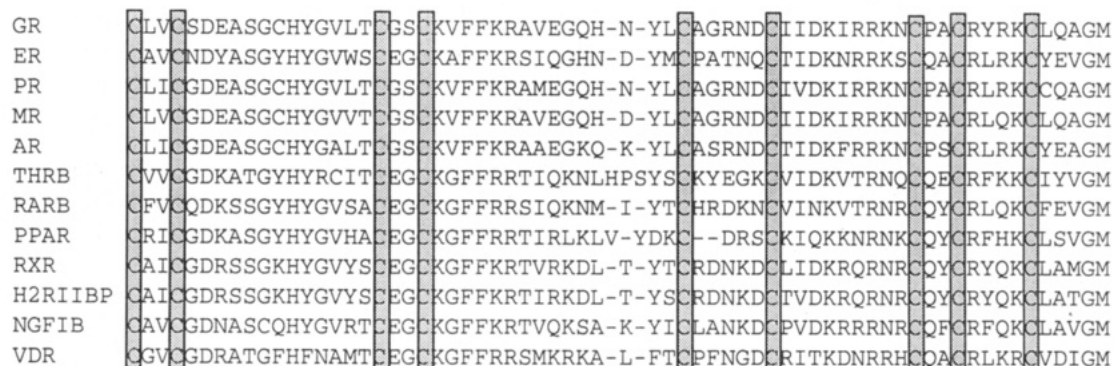 GR CLVCSDEASGCHYGVLTCGSCKVFFKRAVEGQH-N-YLCAGRNDCIIDKIRRKNCPACRYRKCLQAGM
ER CAVCNDYASGYHYGVWSCEGCKAFFKRSIQGHN-D-YMCPATNQCTIDKNRRKSCQACRLRKCYEVGM
PR CLICGDEASGCHYGVLTCGSCKVFFKRAMEGQH-N-YLCAGRNDCIVDKIRRKNCPACRLRKCCQAGM
MR CLVCGDEASGCHYGVVTCGSCKVFFKRAVEGQH-D-YLCAGRNDCIIDKIRRKNCPACRLQKCLQAGM
AR CLICGDEASGCHYGALTCGSCKVFFKRAAEGKQ-K-YLCASRNDCTIDKFRRKNCPSCRLRKCYEAGM
THRB CVVCGDKATGYHYRCITCEGCKGFFRRTIQKNLHPSYSCKYEGKCVIDKVTRNQCQECRFKKCIYVGM
RARB CFVCQDKSSGYHYGVSACEGCKGFFRRSIQKNM-I-YTCHRDKNCVINKVTRNRCQYCRLQKCFEVGM
PPAR CRICGDKASGYHYGVHACEGCKGFFRRTIRLKLV-YDKC--DRSCKIQKKNRNKCQYCRFHKCLSVGM
RXR CAICGDRSSGKHYGVYSCEGCKGFFKRTVRKDL-T-YTCRDNKDCLIDKRQRNRCQYCRYQKCLAMGM
H2RIIBP CAICGDRSSGKHYGVYSCEGCKGFFKRTIRKDL-T-YSCRDNKDCTVDKRQRNRCQYCRYQKCLATGM
NGFIB CAVCGDNASCQHYGVRTCEGCKGFFKRTVQKSA-K-YICLANKDCPVDKRRRNRCQFCRFQKCLAVGM
VDR CGVCGDRATGFHFNAMTCEGCKGFFRRSMKRKA-L-FTCPFNGDCRITKDNRRHCQACRLKRCVDIGM